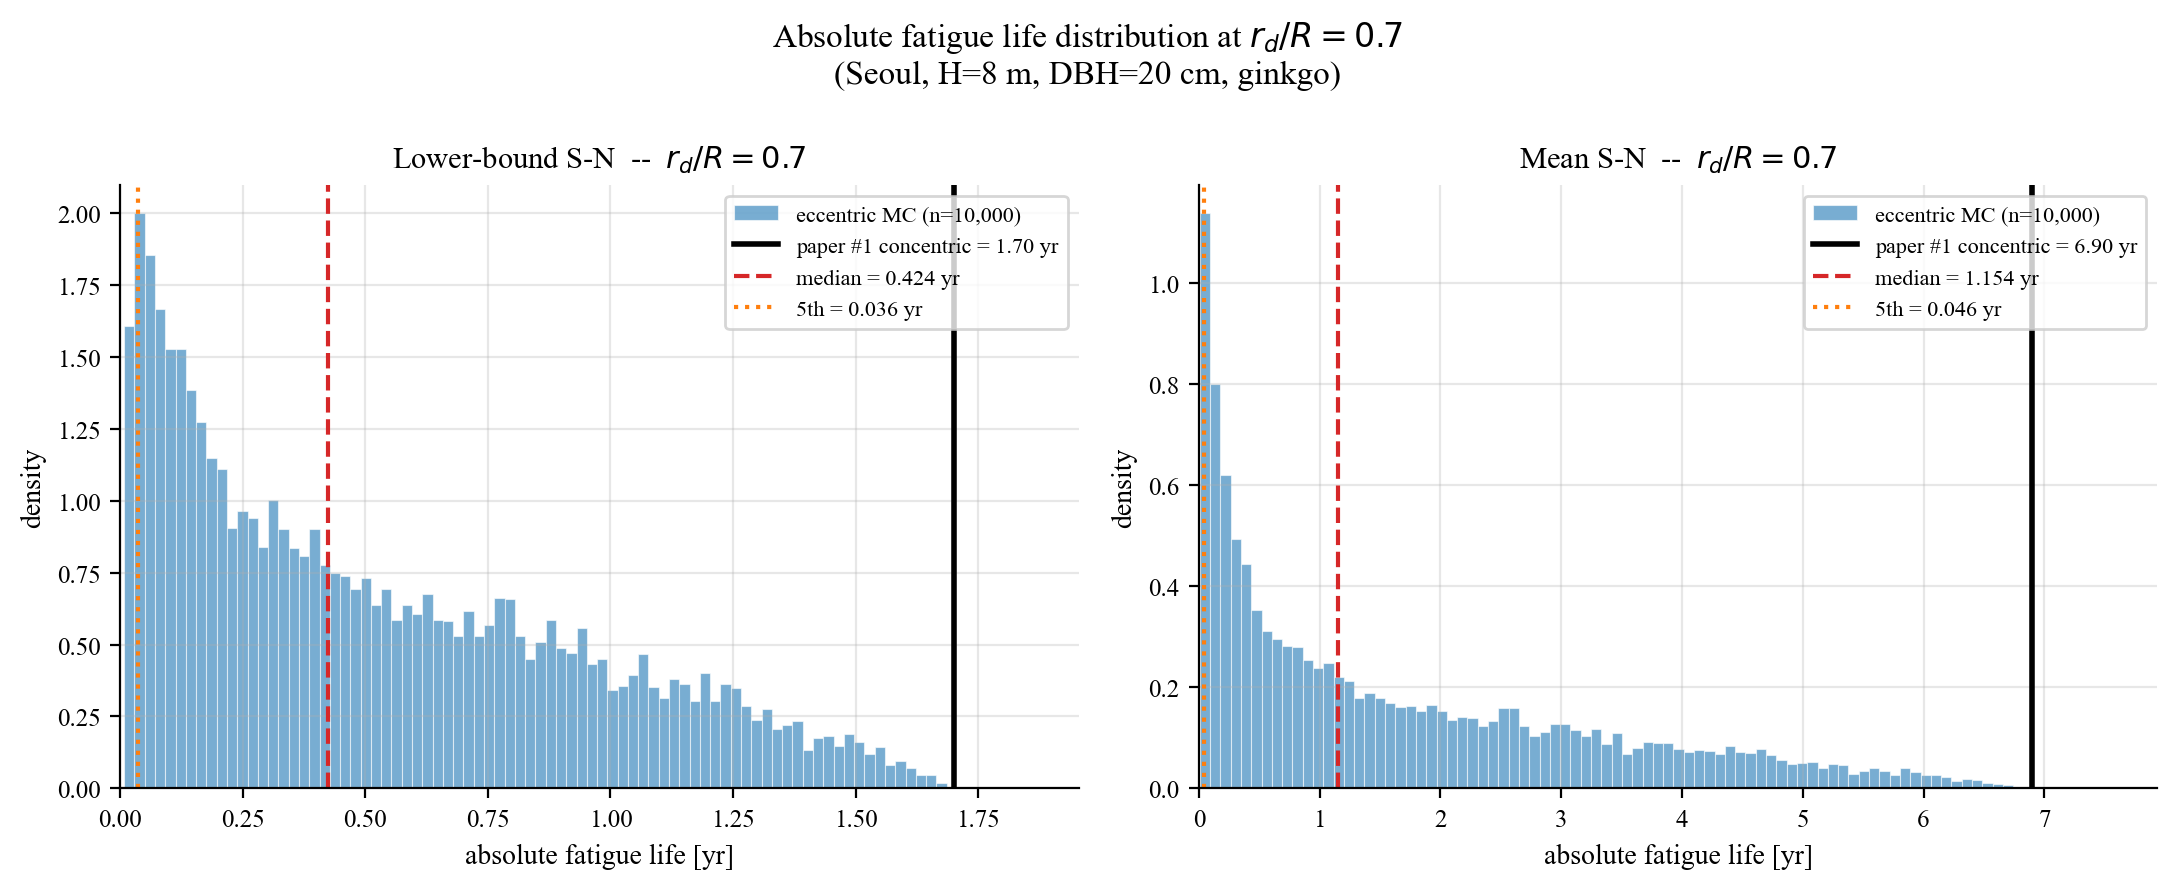 Absolute fatigue life distribution at $r_d/R = 0.7$
(Seoul, H=8 m, DBH=20 cm, ginkgo)
Lower-bound S-N -- $r_d/R = 0.7$
2.00
1.75
1.50
1.25
1.00
0.75
0.50
0.25
0.00
density
eccentric MC (n=10,000)
paper #1 concentric = 1.70 yr
median = 0.424 yr
5th = 0.036 yr
0.00 0.25 0.50 0.75 1.00 1.25 1.50 1.75
absolute fatigue life [yr]
Mean S-N -- $r_d/R = 0.7$
1.0
0.8
0.6
0.4
0.2
0.0
density
eccentric MC (n=10,000)
paper #1 concentric = 6.90 yr
median = 1.154 yr
5th = 0.046 yr
0 1 2 3 4 5 6 7
absolute fatigue life [yr]